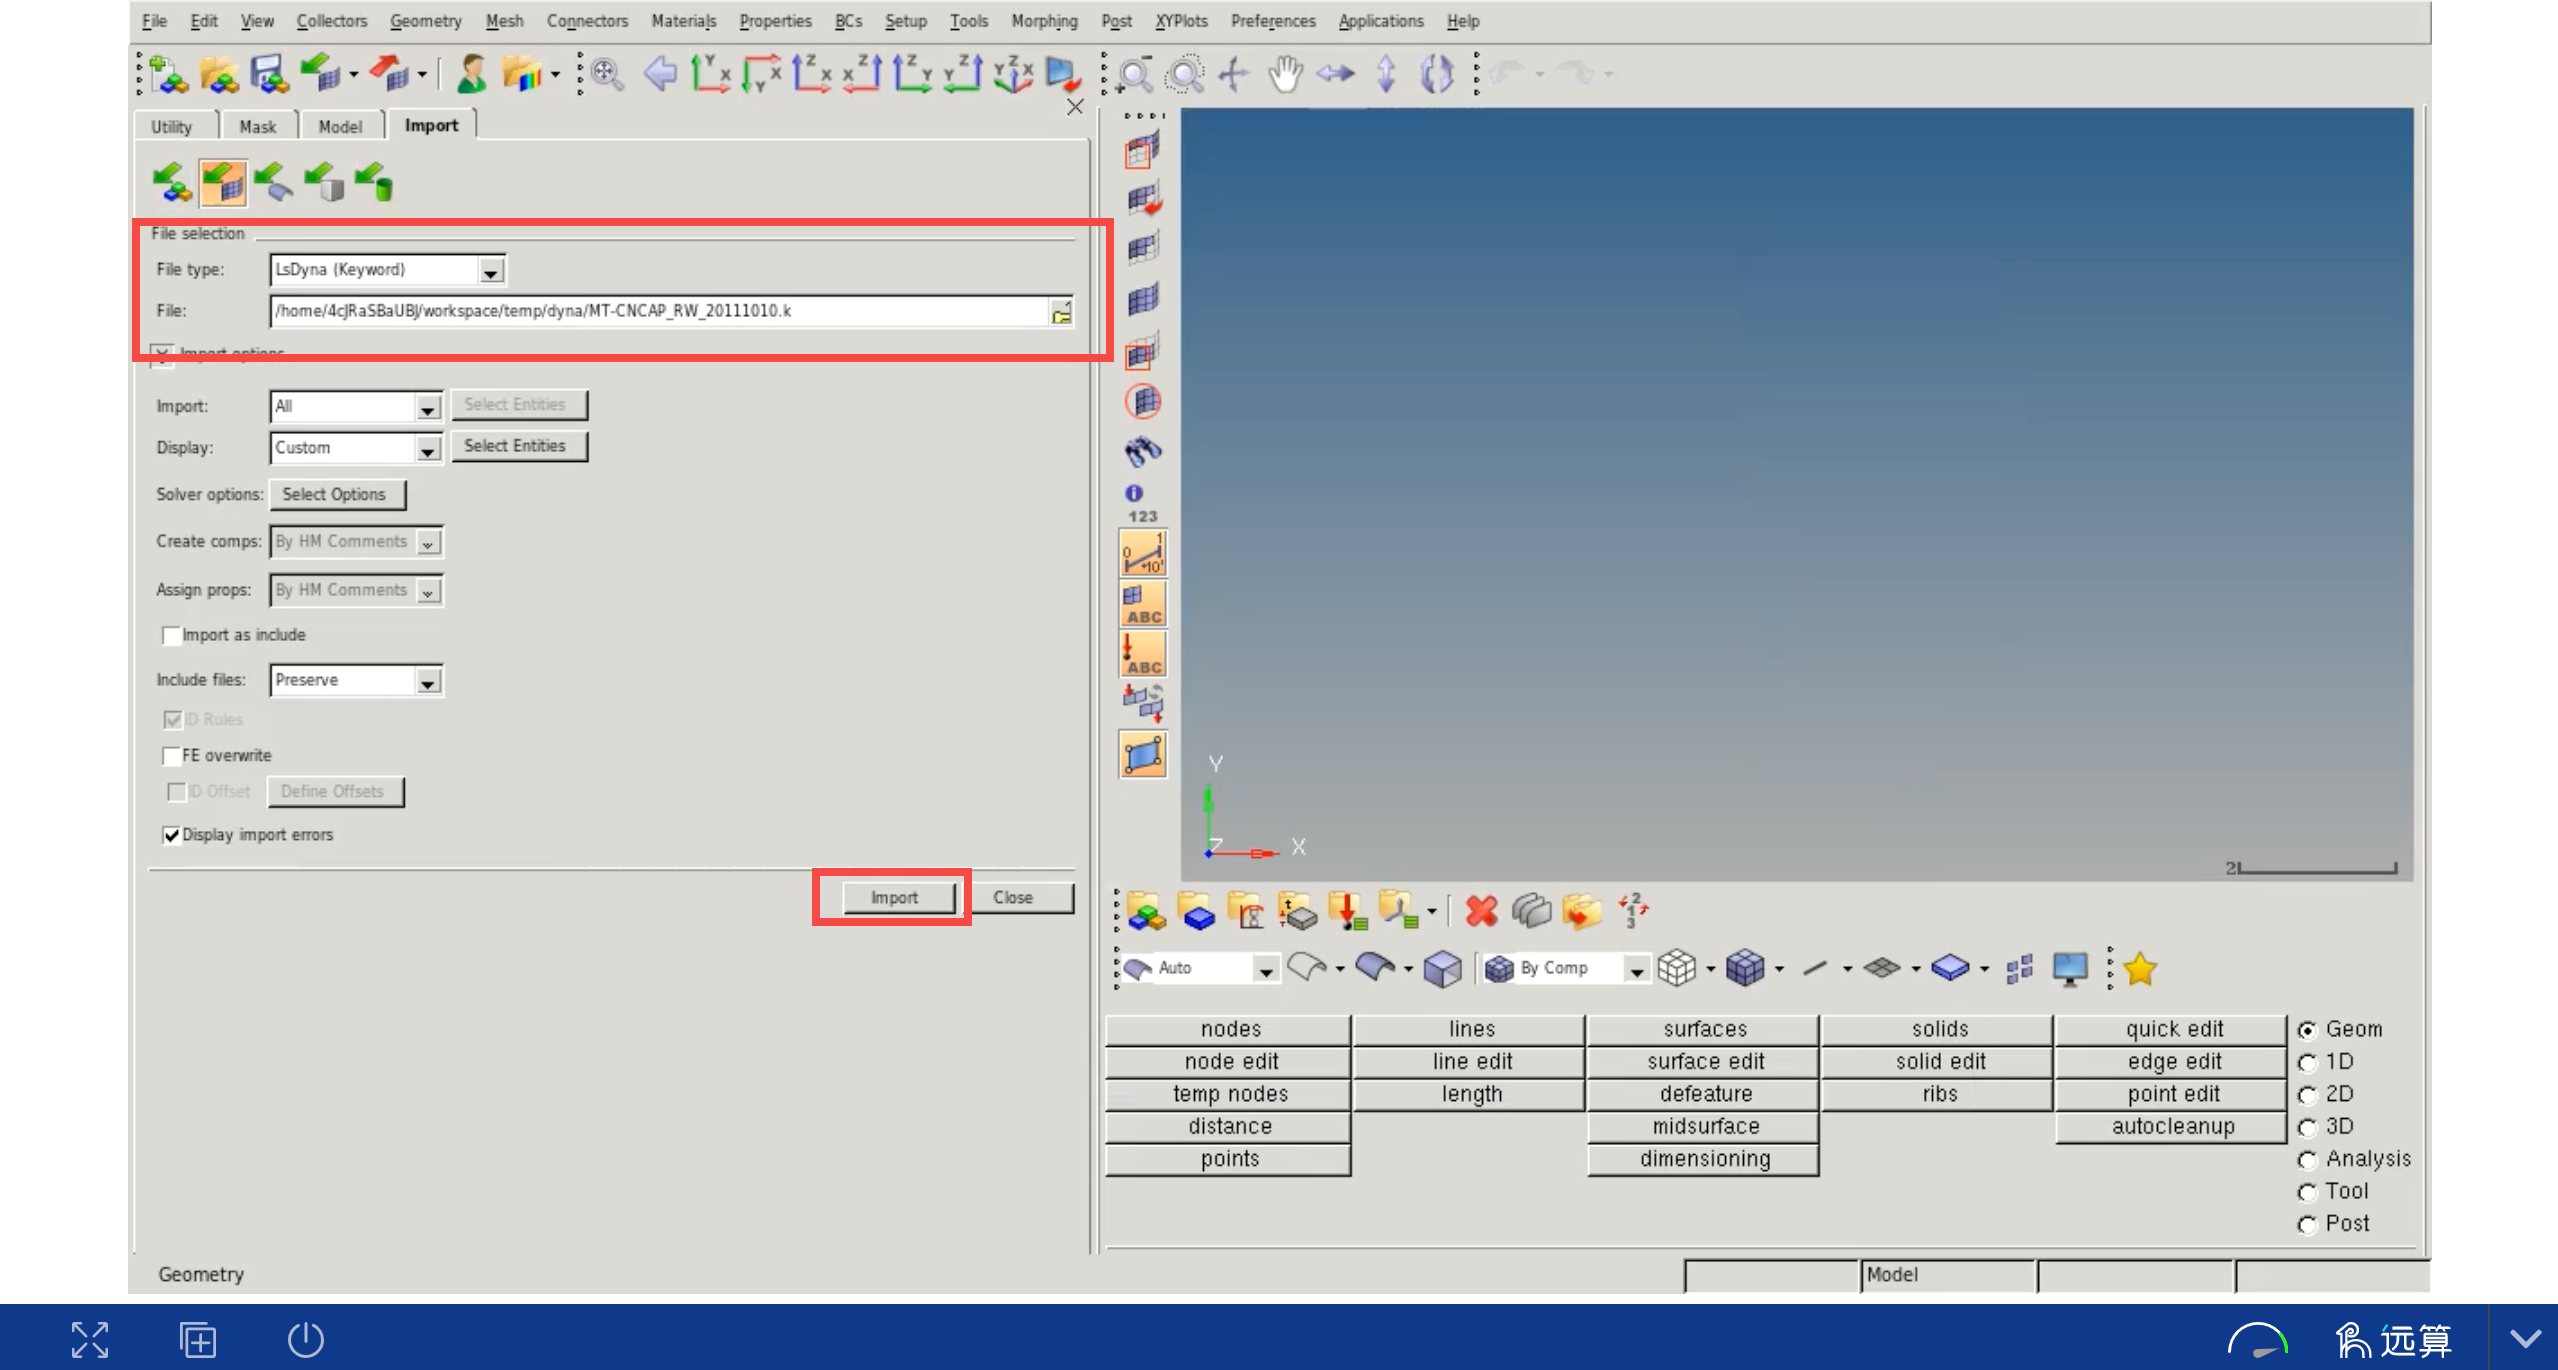 File Edit View Collectors Geometry Mesh Connectors Materials Properties BCs Setup Tools Morphing Post XYPlots Preferences Applications Help
Utility Mask Model Import
File selection
File type: LsDyna (Keyword)
File: /home/4cJRaSBaUBJ/workspace/temp/dyna/MT-CNCAP_RW_20111010.k
Import options
Import: All Select Entities
Display: Custom Select Entities
Solver options: Select Options
Create comps: By HM Comments
Assign props: By HM Comments
Import as include
Include files: Preserve
ID Rules
FE overwrite
ID Offset Define Offsets
Display import errors
Import Close
123
0 1
10'
ABC
ABC
Y
Z X
2
Auto By Comp
nodes lines surfaces solids quick edit Geom
node edit line edit surface edit solid edit edge edit 1D
temp nodes length defeature ribs point edit 2D
distance midsurface autocleanup 3D
points dimensioning Analysis
Tool
Post
Geometry Model
远算